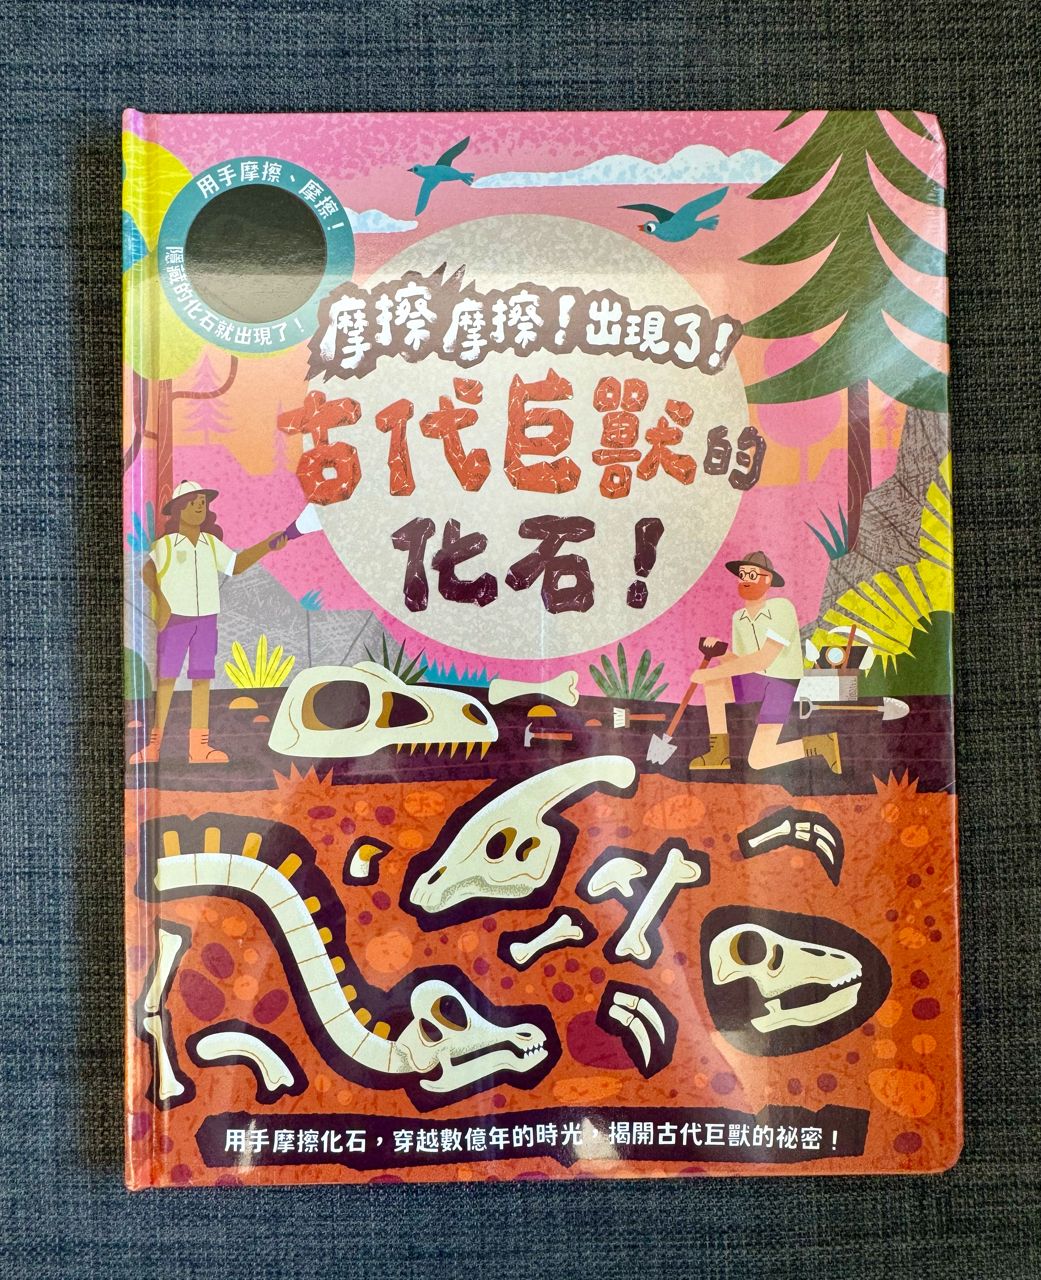 用手摩擦、摩擦！
隱藏的化石就出現了！
摩擦摩擦！出現了！
古代巨獸的
化石！
用手摩擦化石，穿越數億年的時光，揭開古代巨獸的祕密！